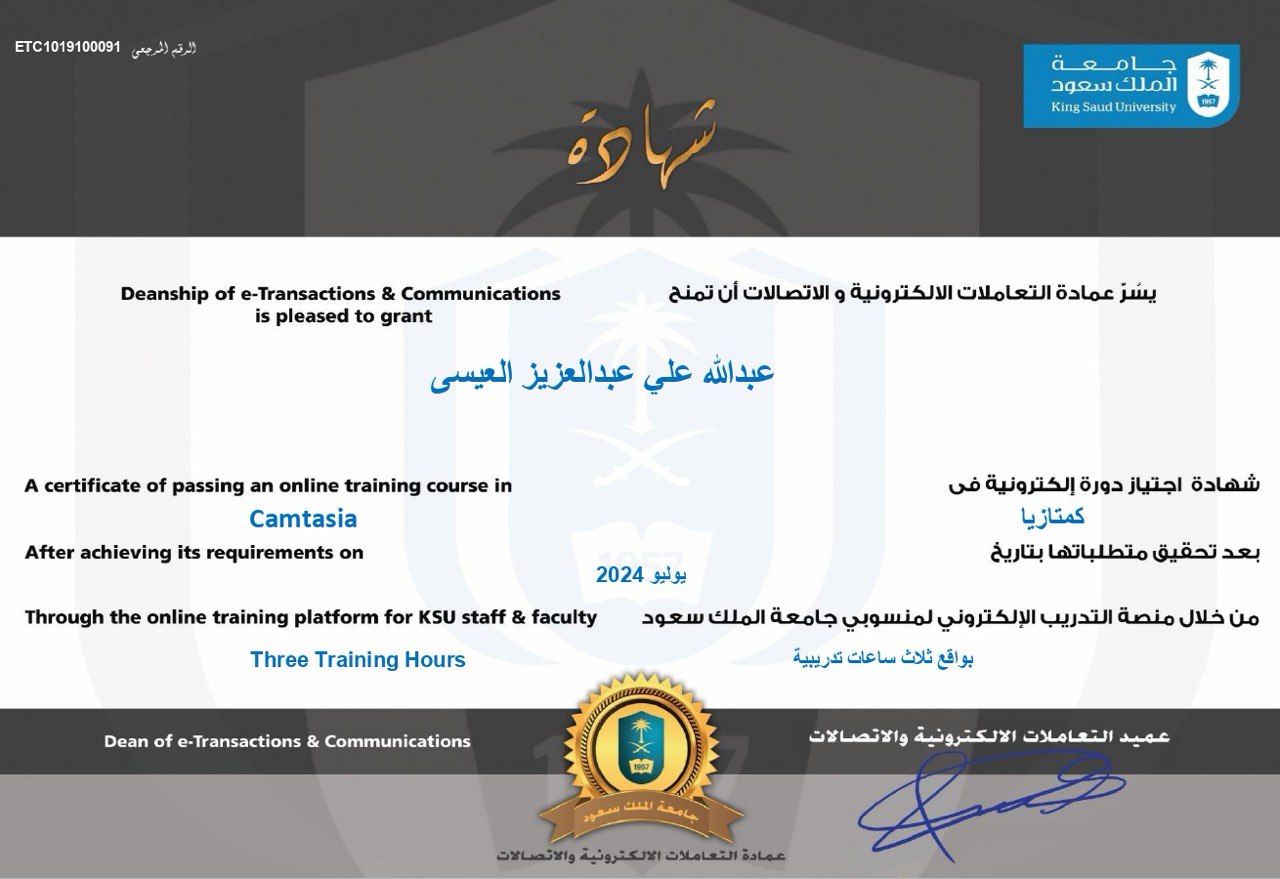 ETC1019100091 الرقم المرجعي
جامعة
الملك سعود
King Saud University
1957
شهادة
يسُرّ عمادة التعاملات الالكترونية و الاتصالات أن تمنح
Deanship of e-Transactions & Communications
is pleased to grant
عبدالله علي عبدالعزيز العيسى
شهادة اجتياز دورة إلكترونية فى
A certificate of passing an online training course in
كمتازيا
Camtasia
بعد تحقيق متطلباتها بتاريخ
After achieving its requirements on
يوليو 2024
من خلال منصة التدريب الإلكتروني لمنسوبي جامعة الملك سعود
Through the online training platform for KSU staff & faculty
بواقع ثلاث ساعات تدريبية
Three Training Hours
عميد التعاملات الالكترونية والاتصالات
Dean of e-Transactions & Communications
1957
جامعة الملك سعود
عمادة التعاملات الالكترونية والاتصالات
1957